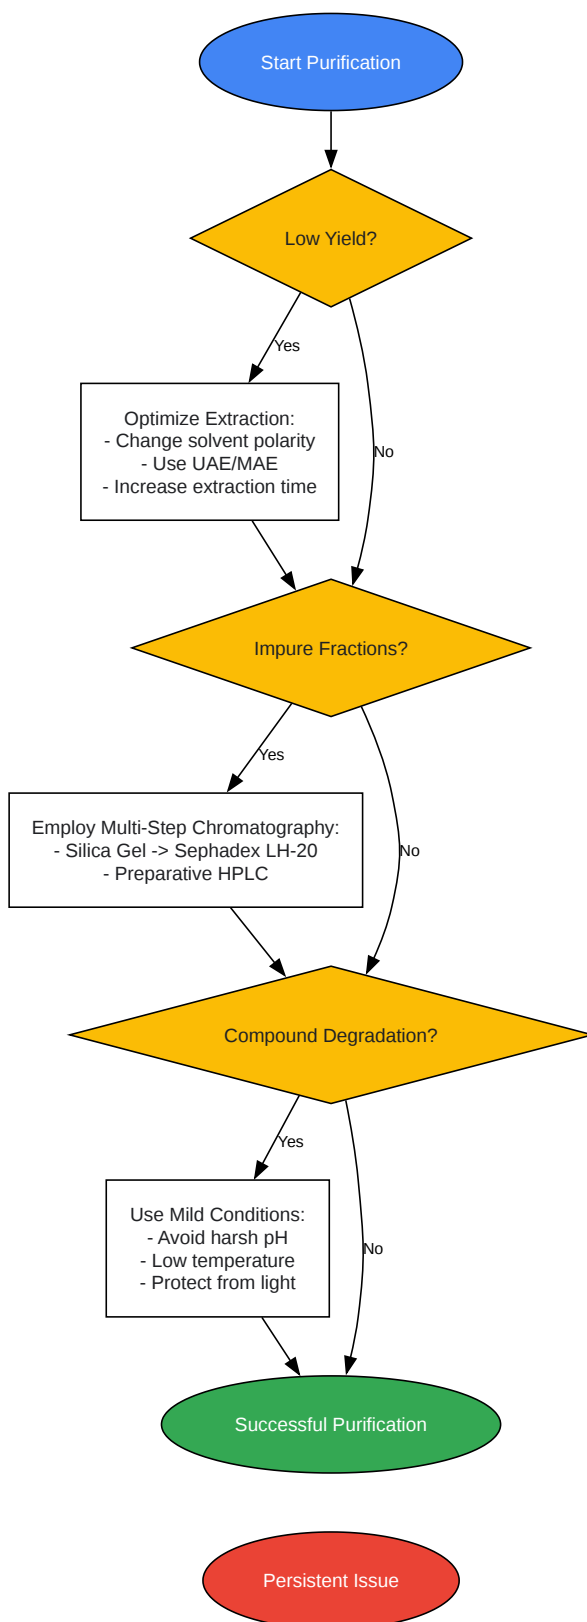 Start Purification
Low Yield?
Yes
Optimize Extraction:
- Change solvent polarity
- Use UAE/MAE
- Increase extraction time
No
Impure Fractions?
Yes
Employ Multi-Step Chromatography:
- Silica Gel -> Sephadex LH-20
- Preparative HPLC
No
Compound Degradation?
Yes
Use Mild Conditions:
- Avoid harsh pH
- Low temperature
- Protect from light
No
Successful Purification
Persistent Issue